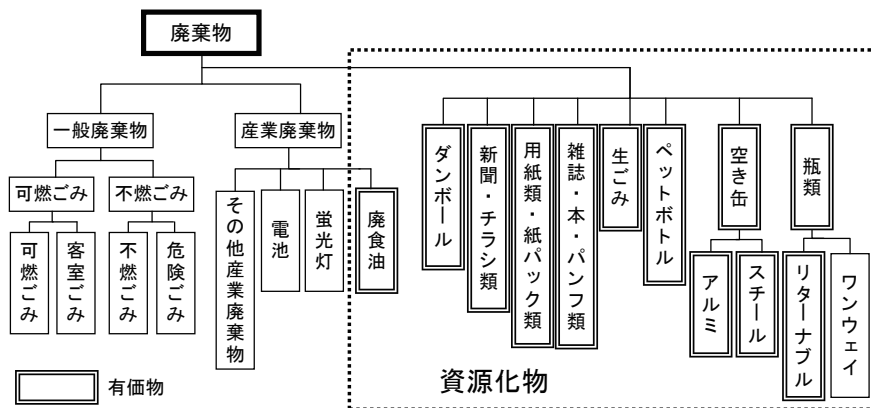 廃棄物
一般廃棄物
産業廃棄物
可燃ごみ
不燃ごみ
可燃ごみ
客室ごみ
不燃ごみ
危険ごみ
その他産業廃棄物
電池
蛍光灯
廃食油
ダンボール
新聞・チラシ類
用紙類・紙パック類
雑誌・本・パンフ類
生ごみ
ペットボトル
空き缶
瓶類
アルミ
スチール
リターナブル
ワンウェイ
有価物
資源化物